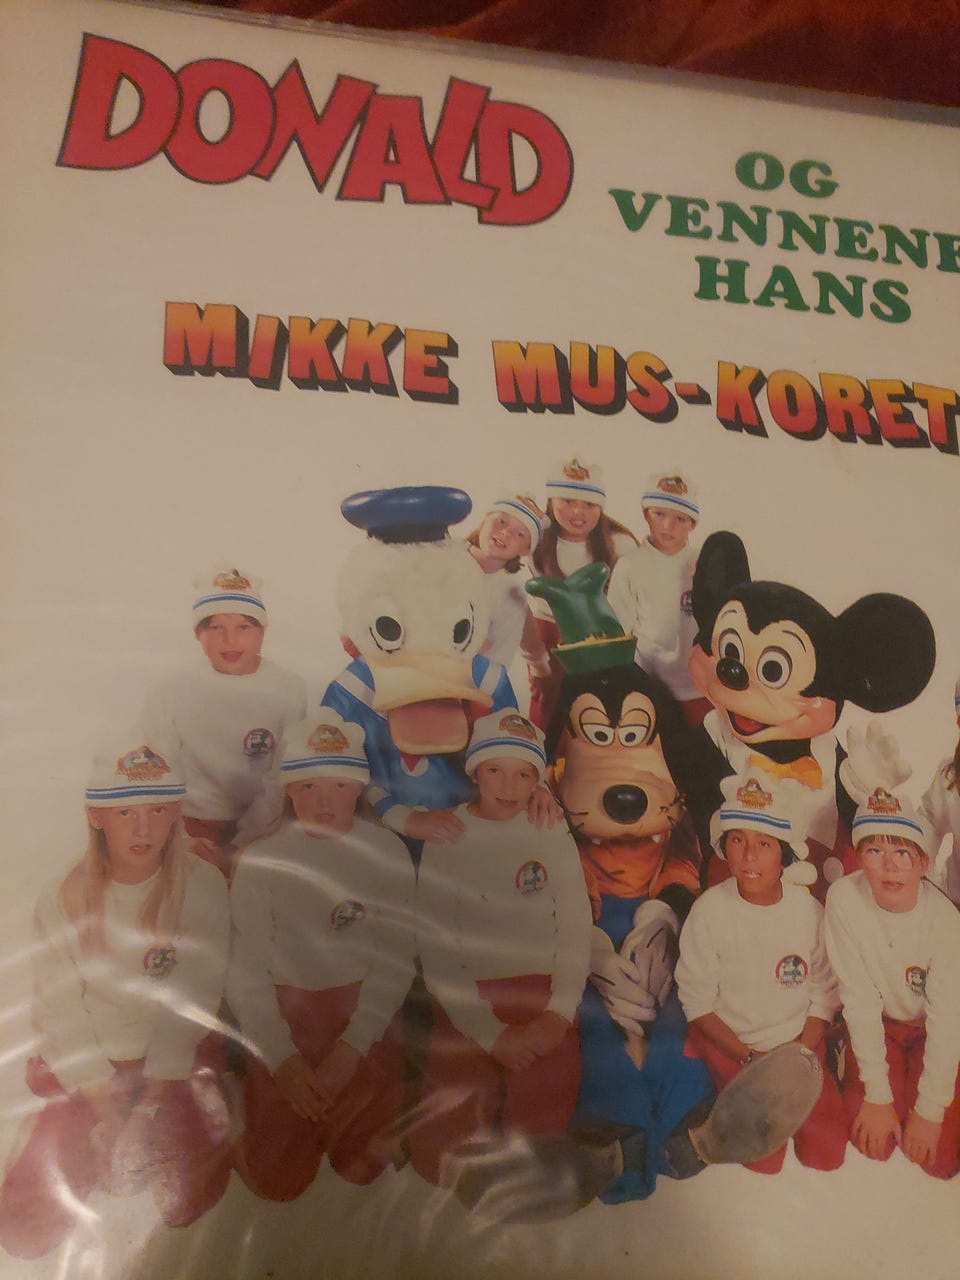 DONALD
OG
VENNENE
HANS
MIKKE MUS-KORET